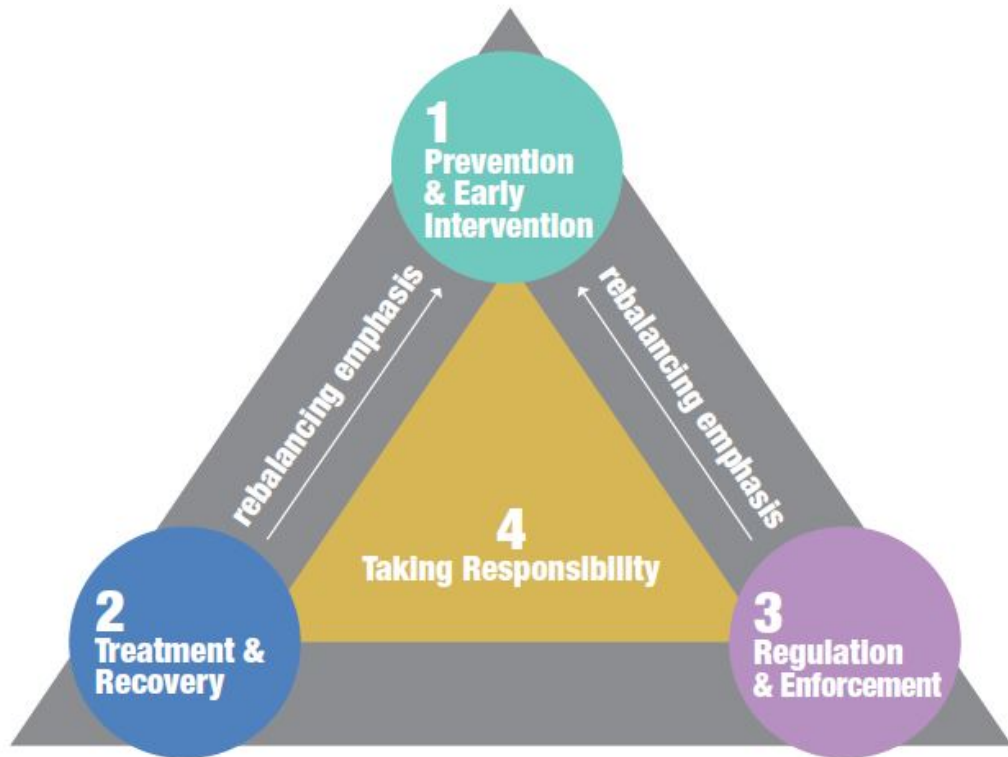 1
Prevention
& Early
Intervention
rebalancing emphasis
rebalancing emphasis
4
Taking Responsibility
2
Treatment &
Recovery
3
Regulation
& Enforcement